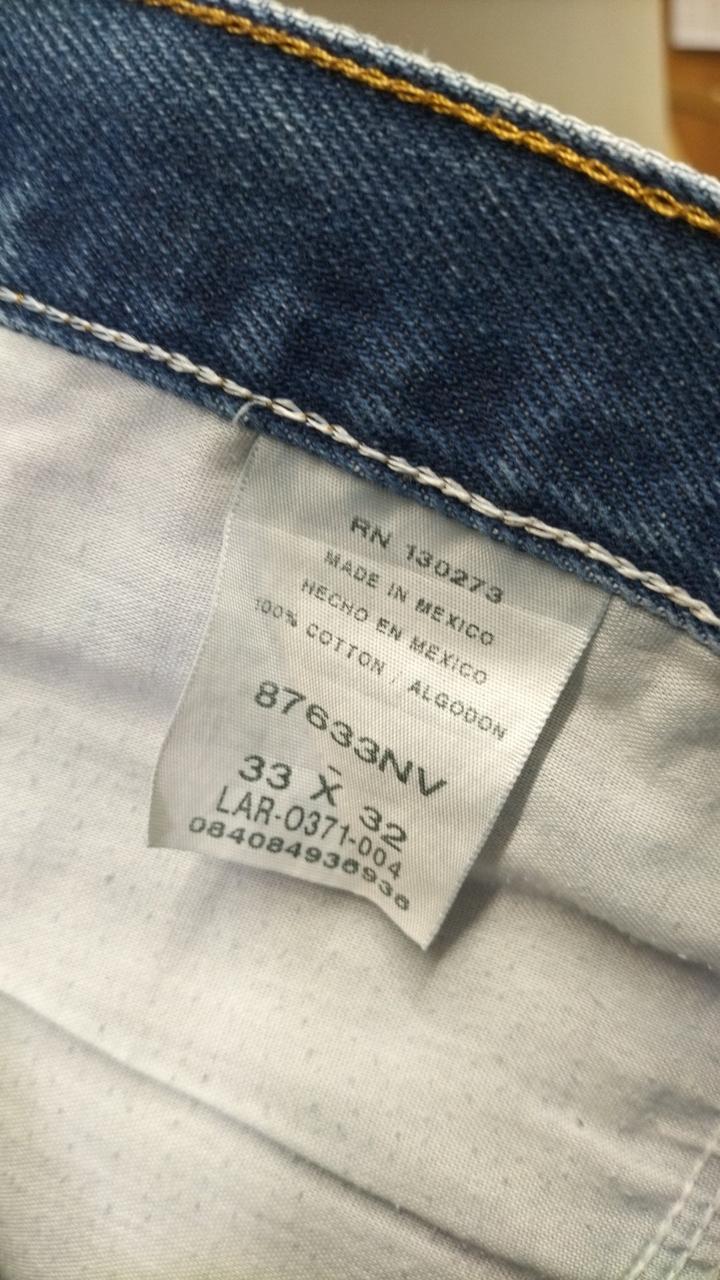 RN 130273
MADE IN MEXICO
HECHO EN MEXICO
100% COTTON / ALGODON
87633NV
33 X 32
LAR-0371-004
084084936936